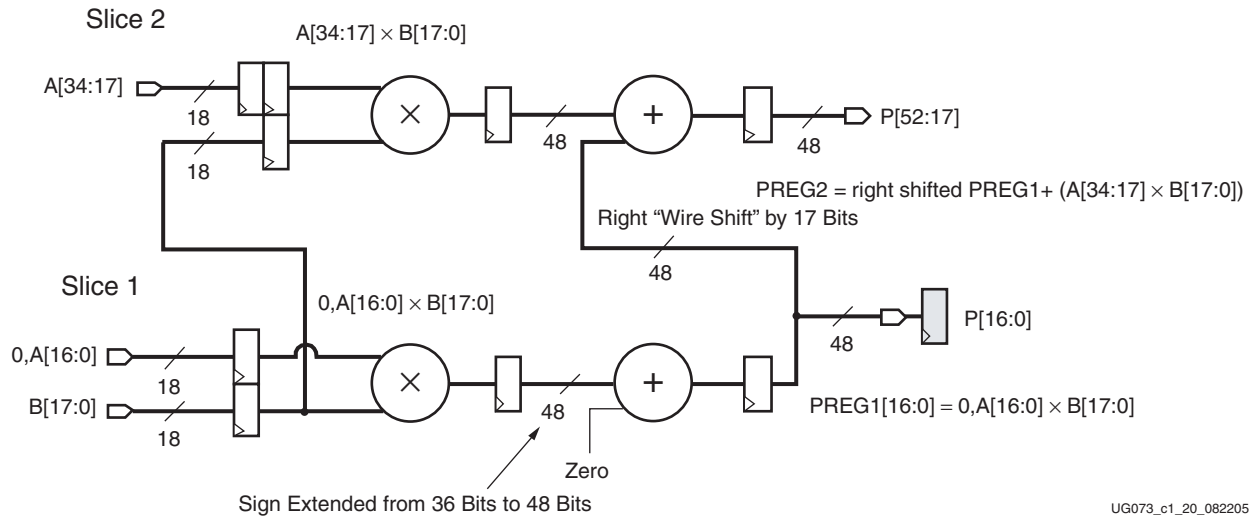 Slice 2
A[34:17] × B[17:0]
A[34:17]
18
18
×
48
+
48
P[52:17]
PREG2 = right shifted PREG1+ (A[34:17] × B[17:0])
Right “Wire Shift” by 17 Bits
48
Slice 1
0,A[16:0] × B[17:0]
48
P[16:0]
0,A[16:0]
18
B[17:0]
18
×
48
+
PREG1[16:0] = 0,A[16:0] × B[17:0]
Zero
Sign Extended from 36 Bits to 48 Bits
UG073_c1_20_082205